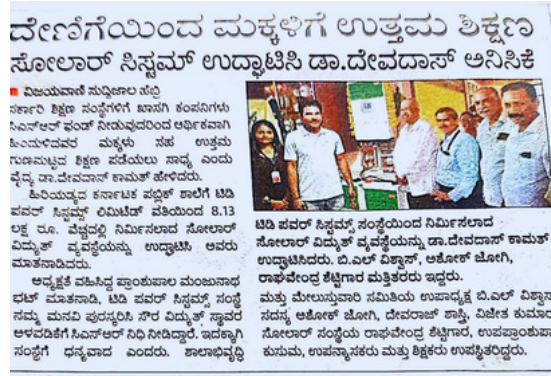 ದೇಣಿಗೆಯಿಂದ ಮಕ್ಕಳಿಗೆ ಉತ್ತಮ ಶಿಕ್ಷಣ
ಸೋಲಾರ್ ಸಿಸ್ಟಮ್ ಉದ್ಘಾಟಿಸಿ ಡಾ.ದೇವದಾಸ್ ಅನಿಸಿಕೆ
ವಿಜಯವಾಣಿ ಸುದ್ದಿಜಾಲ ಹೆಬ್ರಿ
ಸರ್ಕಾರಿ ಶಿಕ್ಷಣ ಸಂಸ್ಥೆಗಳಿಗೆ ಖಾಸಗಿ ಕಂಪನಿಗಳು
ಸಿಎಸ್ಆರ್ ಫಂಡ್ ನೀಡುವುದರಿಂದ ಆರ್ಥಿಕವಾಗಿ
ಹಿಂದುಳಿದವರ ಮಕ್ಕಳು ಸಹ ಉತ್ತಮ
ಗುಣಮಟ್ಟದ ಶಿಕ್ಷಣ ಪಡೆಯಲು ಸಾಧ್ಯ ಎಂದು
ವೈದ್ಯ ಡಾ.ದೇವದಾಸ್ ಕಾಮತ್ ಹೇಳಿದರು.
ಹಿರಿಯಡ್ಕದ ಕರ್ನಾಟಕ ಪಬ್ಲಿಕ್ ಶಾಲೆಗೆ ಟಿಡಿ
ಪವರ್ ಸಿಸ್ಟಮ್ಸ್ ಲಿಮಿಟೆಡ್ ವತಿಯಿಂದ 8.13
ಲಕ್ಷ ರೂ. ವೆಚ್ಚದಲ್ಲಿ ನಿರ್ಮಿಸಲಾದ ಸೋಲಾರ್
ವಿದ್ಯುತ್ ವ್ಯವಸ್ಥೆಯನ್ನು ಉದ್ಘಾಟಿಸಿ ಅವರು
ಮಾತನಾಡಿದರು.
ಅಧ್ಯಕ್ಷತೆ ವಹಿಸಿದ್ದ ಪ್ರಾಂಶುಪಾಲ ಮಂಜುನಾಥ
ಭಟ್ ಮಾತನಾಡಿ, ಟಿಡಿ ಪವರ್ ಸಿಸ್ಟಮ್ಸ್ ಸಂಸ್ಥೆ
ನಮ್ಮ ಮನವಿ ಪುರಸ್ಕರಿಸಿ ಸೌರ ವಿದ್ಯುತ್ ಸ್ಥಾವರ
ಅಳವಡಿಕೆಗೆ ಸಿಎಸ್ಆರ್ ನಿಧಿ ನೀಡಿದ್ದಾರೆ. ಇದಕ್ಕಾಗಿ
ಸಂಸ್ಥೆಗೆ ಧನ್ಯವಾದ ಎಂದರು. ಶಾಲಾಭಿವೃದ್ಧಿ
ಟಿಡಿ ಪವರ್ ಸಿಸ್ಟಮ್ಸ್ ಸಂಸ್ಥೆಯಿಂದ ನಿರ್ಮಿಸಲಾದ
ಸೋಲಾರ್ ವಿದ್ಯುತ್ ವ್ಯವಸ್ಥೆಯನ್ನು ಡಾ.ದೇವದಾಸ್ ಕಾಮತ್
ಉದ್ಘಾಟಿಸಿದರು. ಬಿ.ಎಲ್ ವಿಶ್ವಾಸ್, ಅಶೋಕ್ ಜೋಗಿ,
ರಾಘವೇಂದ್ರ ಶೆಟ್ಟಿಗಾರ ಮತ್ತಿತರರು ಇದ್ದರು.
ಮತ್ತು ಮೇಲುಸ್ತುವಾರಿ ಸಮಿತಿಯ ಉಪಾಧ್ಯಕ್ಷ ಬಿ.ಎಲ್ ವಿಶ್ವಾಸ
ಸದಸ್ಯ ಅಶೋಕ್ ಜೋಗಿ, ದೇವರಾಜ್ ಶಾಸ್ತ್ರಿ, ವಿಜೇತ ಕುಮಾರ
ಸೋಲಾರ್ ಸಂಸ್ಥೆಯ ರಾಘವೇಂದ್ರ ಶೆಟ್ಟಿಗಾರ, ಉಪಪ್ರಾಂಶುಪಾ
ಕುಸುಮ, ಉಪನ್ಯಾಸಕರು ಮತ್ತು ಶಿಕ್ಷಕರು ಉಪಸ್ಥಿತರಿದ್ದರು.